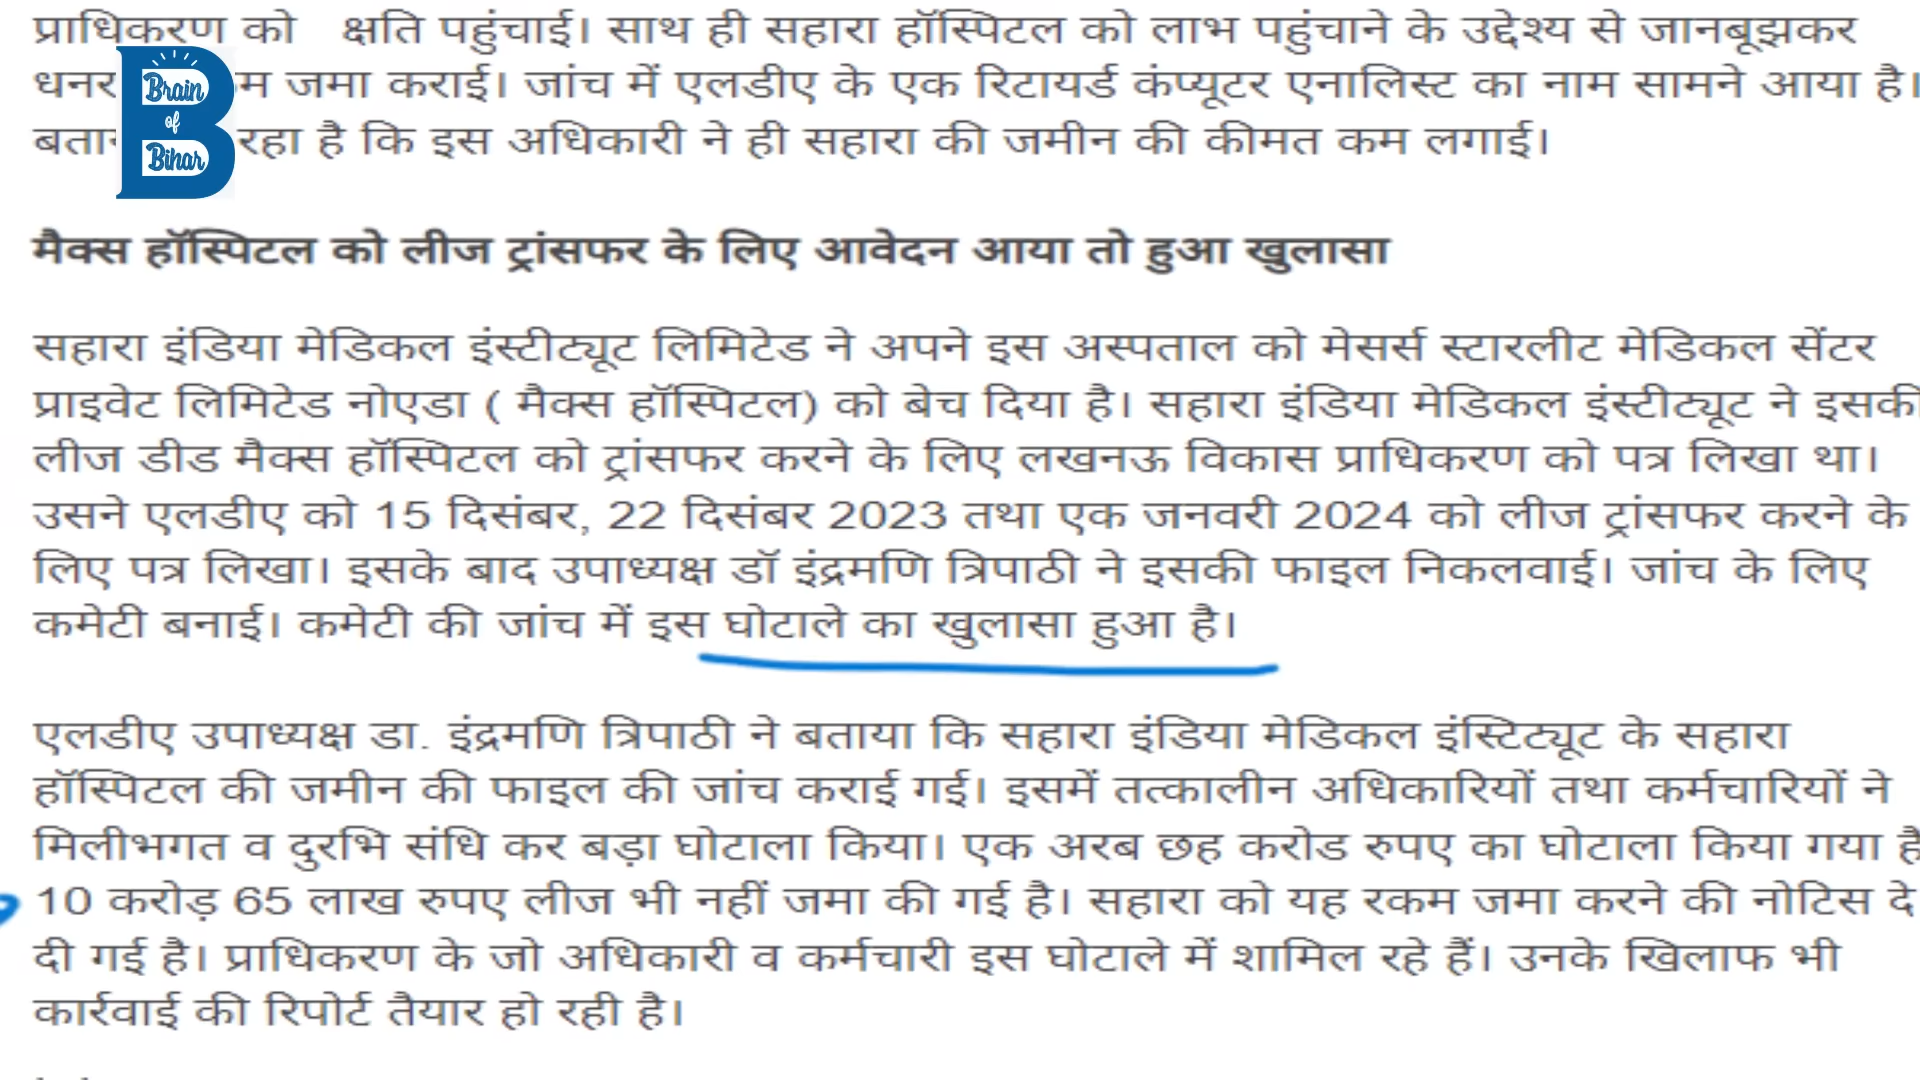 प्राधिकरण को क्षति पहुंचाई। साथ ही सहारा हॉस्पिटल को लाभ पहुंचाने के उद्देश्य से जानबूझकर
जमा कराई। जांच में एलडीए के एक रिटायर्ड कंप्यूटर एनालिस्ट का नाम सामने आया है।
रहा है कि इस अधिकारी ने ही सहारा की जमीन की कीमत कम लगाई।
Brain
of
Bihar
मैक्स हॉस्पिटल को लीज ट्रांसफर के लिए आवेदन आया तो हुआ खुलासा
सहारा इंडिया मेडिकल इंस्टीट्यूट लिमिटेड ने अपने इस अस्पताल को मेसर्स स्टारलीट मेडिकल सेंटर
प्राइवेट लिमिटेड नोएडा ( मैक्स हॉस्पिटल) को बेच दिया है। सहारा इंडिया मेडिकल इंस्टीट्यूट ने इसकी
लीज डीड मैक्स हॉस्पिटल को ट्रांसफर करने के लिए लखनऊ विकास प्राधिकरण को पत्र लिखा था।
उसने एलडीए को 15 दिसंबर, 22 दिसंबर 2023 तथा एक जनवरी 2024 को लीज ट्रांसफर करने के
लिए पत्र लिखा। इसके बाद उपाध्यक्ष डॉ इंद्रमणि त्रिपाठी ने इसकी फाइल निकलवाई। जांच के लिए
कमेटी बनाई। कमेटी की जांच में इस घोटाले का खुलासा हुआ है।
एलडीए उपाध्यक्ष डा. इंद्रमणि त्रिपाठी ने बताया कि सहारा इंडिया मेडिकल इंस्टिट्यूट के सहारा
हॉस्पिटल की जमीन की फाइल की जांच कराई गई। इसमें तत्कालीन अधिकारियों तथा कर्मचारियों ने
मिलीभगत व दुरभि संधि कर बड़ा घोटाला किया। एक अरब छह करोड रुपए का घोटाला किया गया है
10 करोड़ 65 लाख रुपए लीज भी नहीं जमा की गई है। सहारा को यह रकम जमा करने की नोटिस दे
दी गई है। प्राधिकरण के जो अधिकारी व कर्मचारी इस घोटाले में शामिल रहे हैं। उनके खिलाफ भी
कार्रवाई की रिपोर्ट तैयार हो रही है।